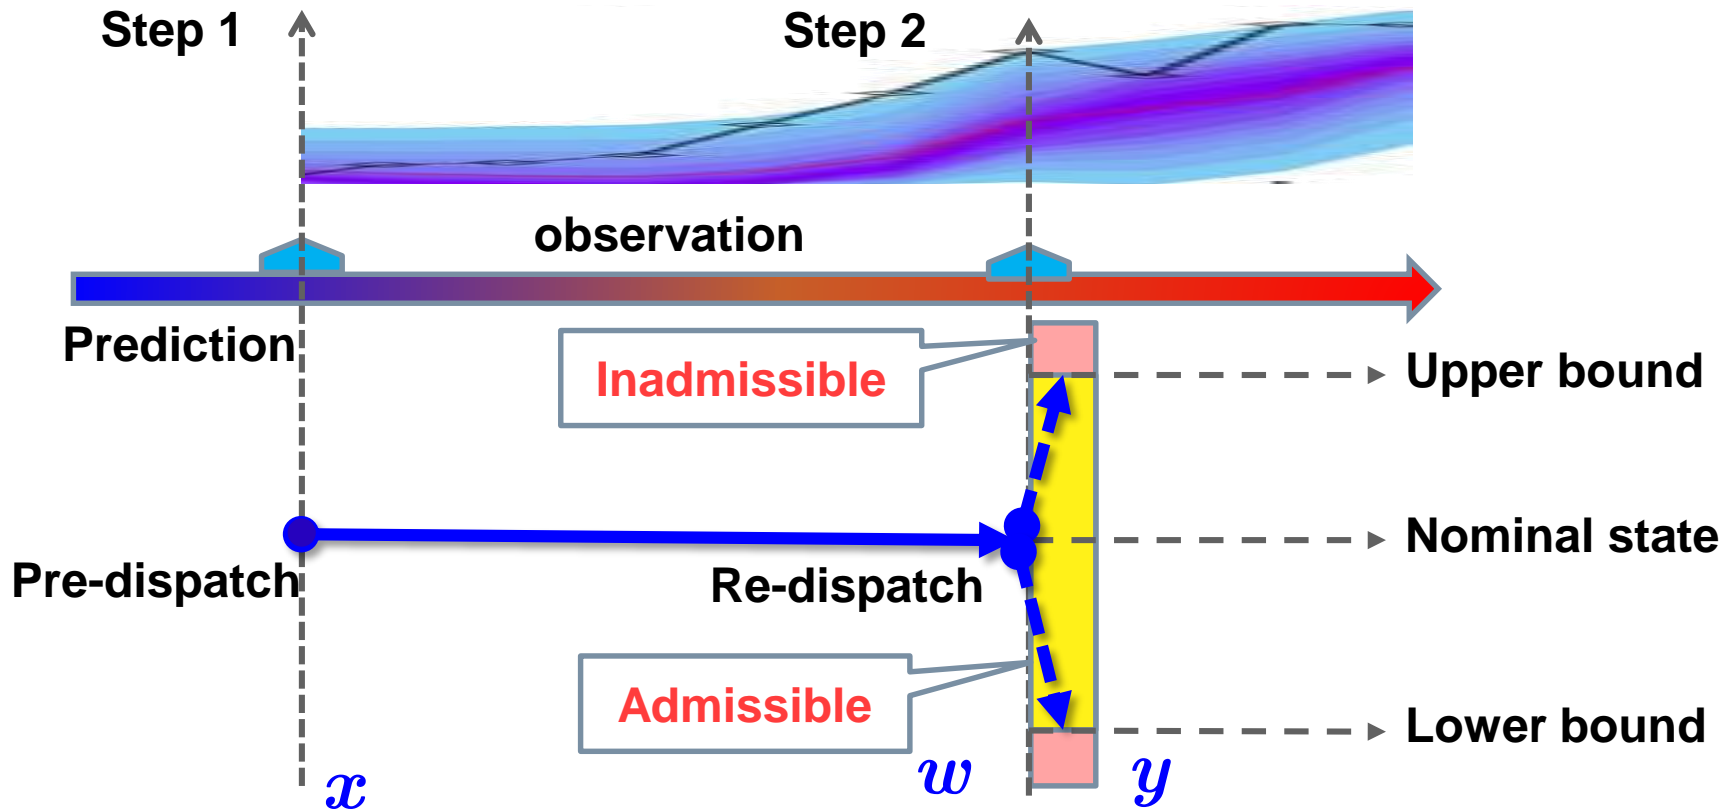 Step 1
Step 2
observation
Prediction
Inadmissible
Upper bound
Nominal state
Pre-dispatch
Re-dispatch
Admissible
Lower bound
x
w
y